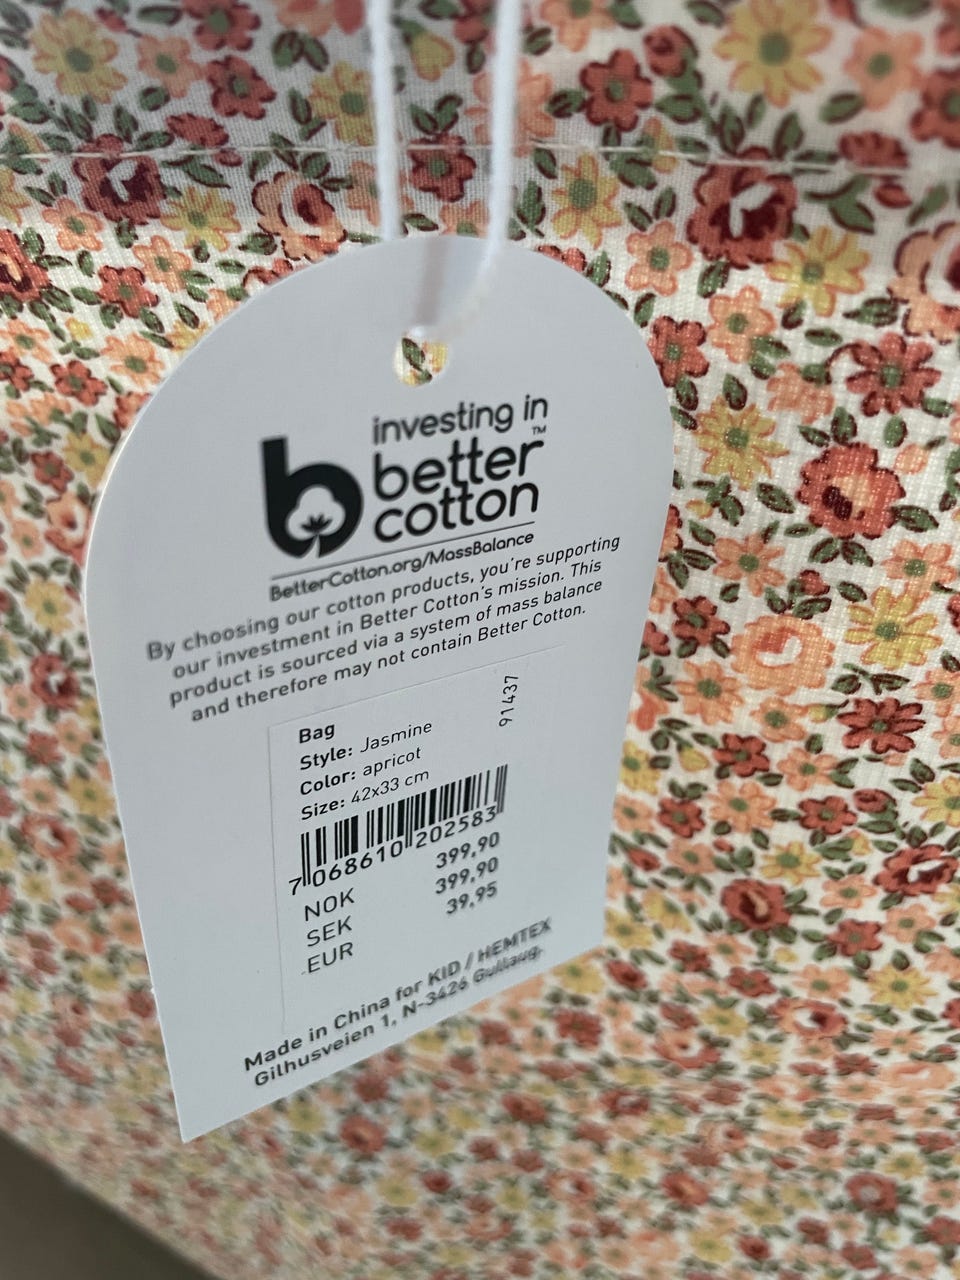 investing in
better™
cotton
BetterCotton.org/MassBalance
By choosing our cotton products, you're supporting
our investment in Better Cotton's mission. This
product is sourced via a system of mass balance
and therefore may not contain Better Cotton.
91437
Bag
Style: Jasmine
Color: apricot
Size: 42x33 cm
7 068610 202583
NOK 399,90
SEK 399,90
EUR 39,95
Made in China for KID / HEMTEX
Gilhusveien 1, N-3426 Gullaug.